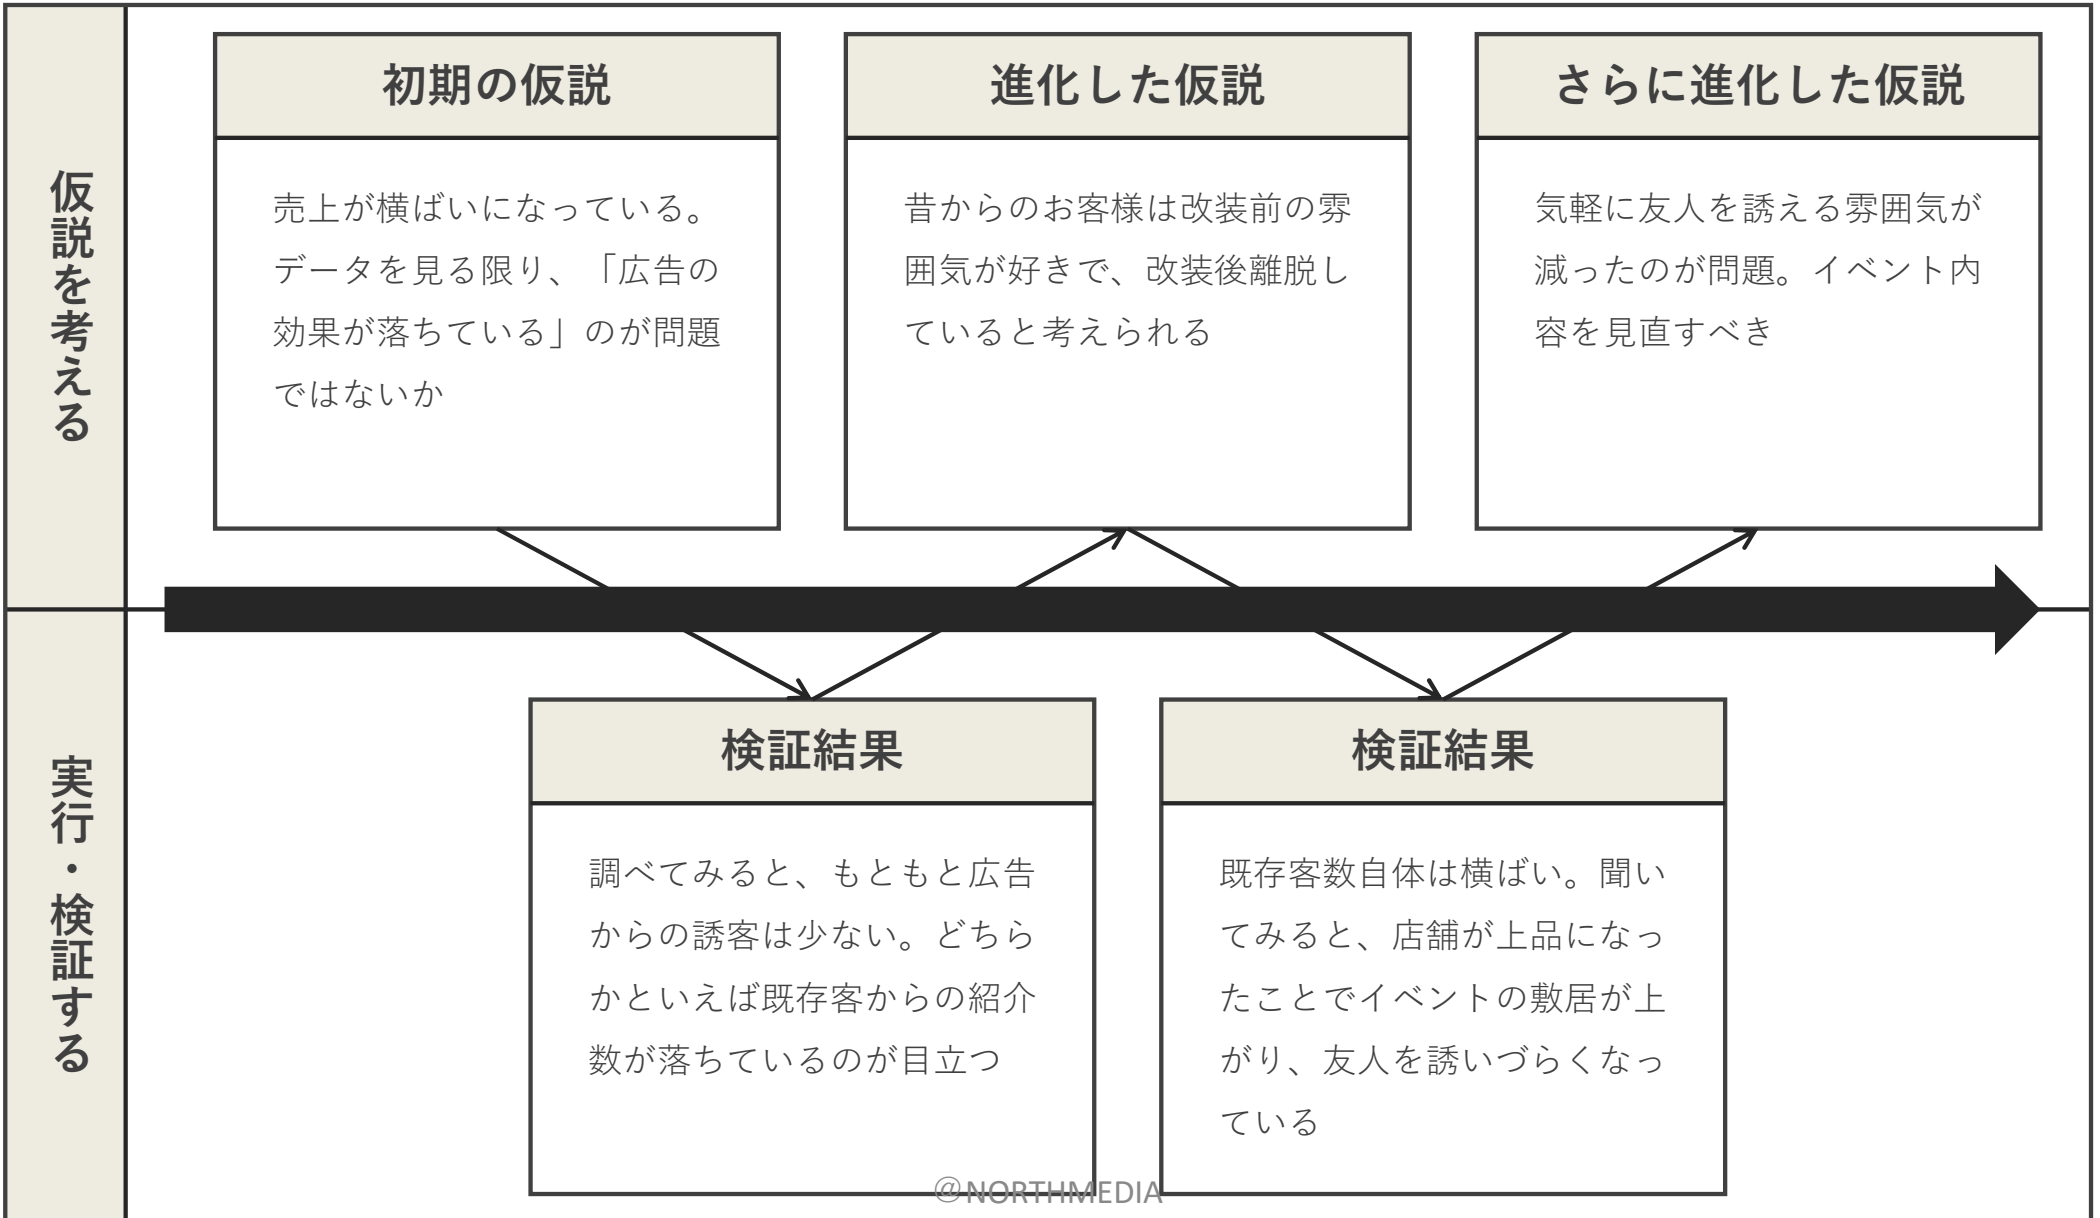 仮説を考える
初期の仮説
売上が横ばいになっている。
データを見る限り、「広告の
効果が落ちている」のが問題
ではないか
進化した仮説
昔からのお客様は改装前の雰
囲気が好きで、改装後離脱し
ていると考えられる
さらに進化した仮説
気軽に友人を誘える雰囲気が
減ったのが問題。イベント内
容を見直すべき
実行・検証する
検証結果
調べてみると、もともと広告
からの誘客は少ない。どちら
かといえば既存客からの紹介
数が落ちているのが目立つ
検証結果
既存客数自体は横ばい。聞い
てみると、店舗が上品になっ
たことでイベントの敷居が上
がり、友人を誘いづらくなっ
ている
@NORTHMEDIA